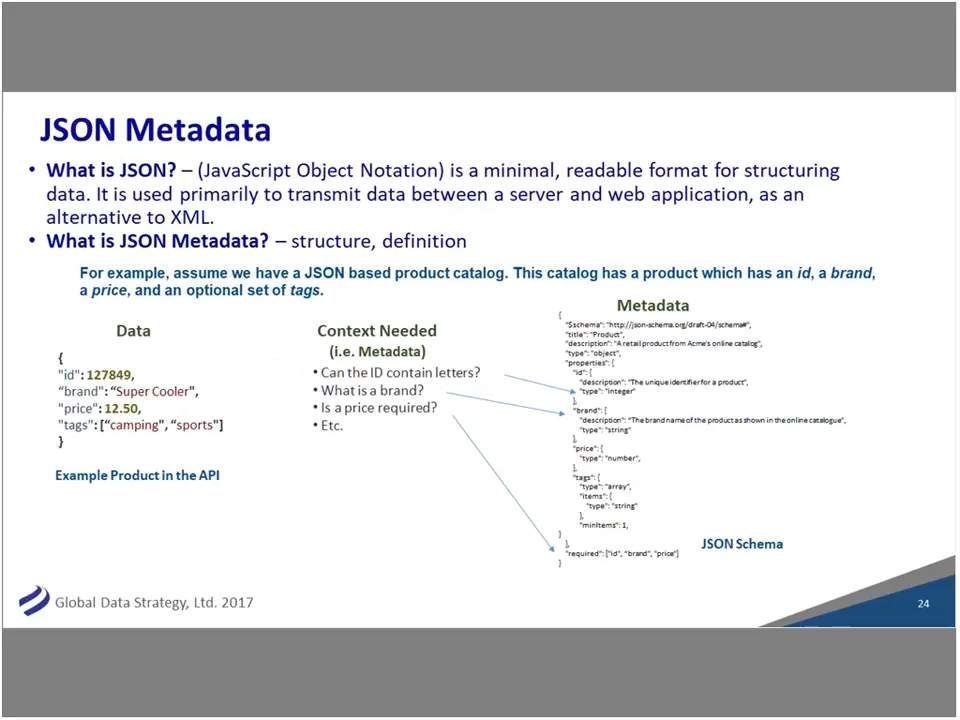 JSON Metadata
• What is JSON? – (JavaScript Object Notation) is a minimal, readable format for structuring
data. It is used primarily to transmit data between a server and web application, as an
alternative to XML.
• What is JSON Metadata? – structure, definition
For example, assume we have a JSON based product catalog. This catalog has a product which has an id, a brand,
a price, and an optional set of tags.
Data
{
"id": 127849,
“brand": “Super Cooler",
"price": 12.50,
"tags": [“camping", “sports"]
}
Example Product in the API
Context Needed
(i.e. Metadata)
• Can the ID contain letters?
• What is a brand?
• Is a price required?
• Etc.
Metadata
{
"$schema": "http://json-schema.org/draft-04/schema#",
"title": "Product",
"description": "A retail product from Acme's online catalog",
"type": "object",
"properties": {
"id": {
"description": "The unique identifier for a product",
"type": "integer"
},
"brand": {
"description": "The brand name of the product as shown in the online catalogue",
"type": "string"
},
"price": {
"type": "number",
},
"tags": {
"type": "array",
"items": {
"type": "string"
},
"minItems": 1,
}
},
"required": ["id", "brand", "price"]
}
JSON Schema
Global Data Strategy, Ltd. 2017
24